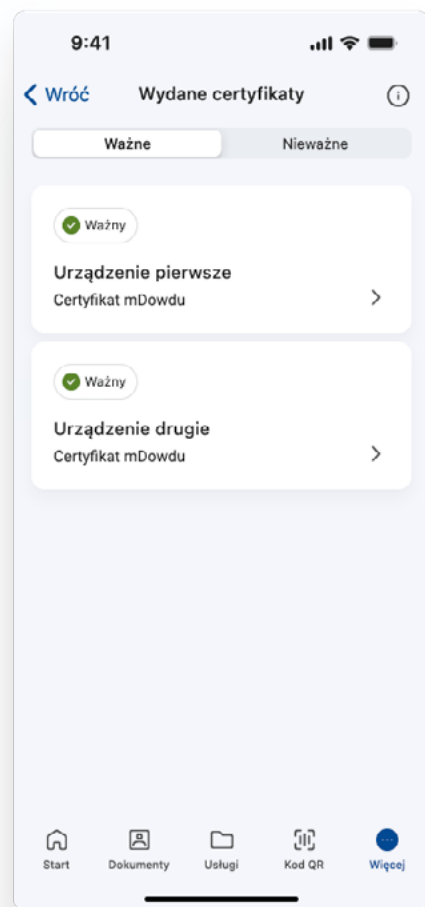 9:41
Wróć Wydane certyfikaty
Ważne Nieważne
Ważny
Urządzenie pierwsze
Certyfikat mDowdu
Ważny
Urządzenie drugie
Certyfikat mDowdu
Start Dokumenty Usługi Kod QR Więcej